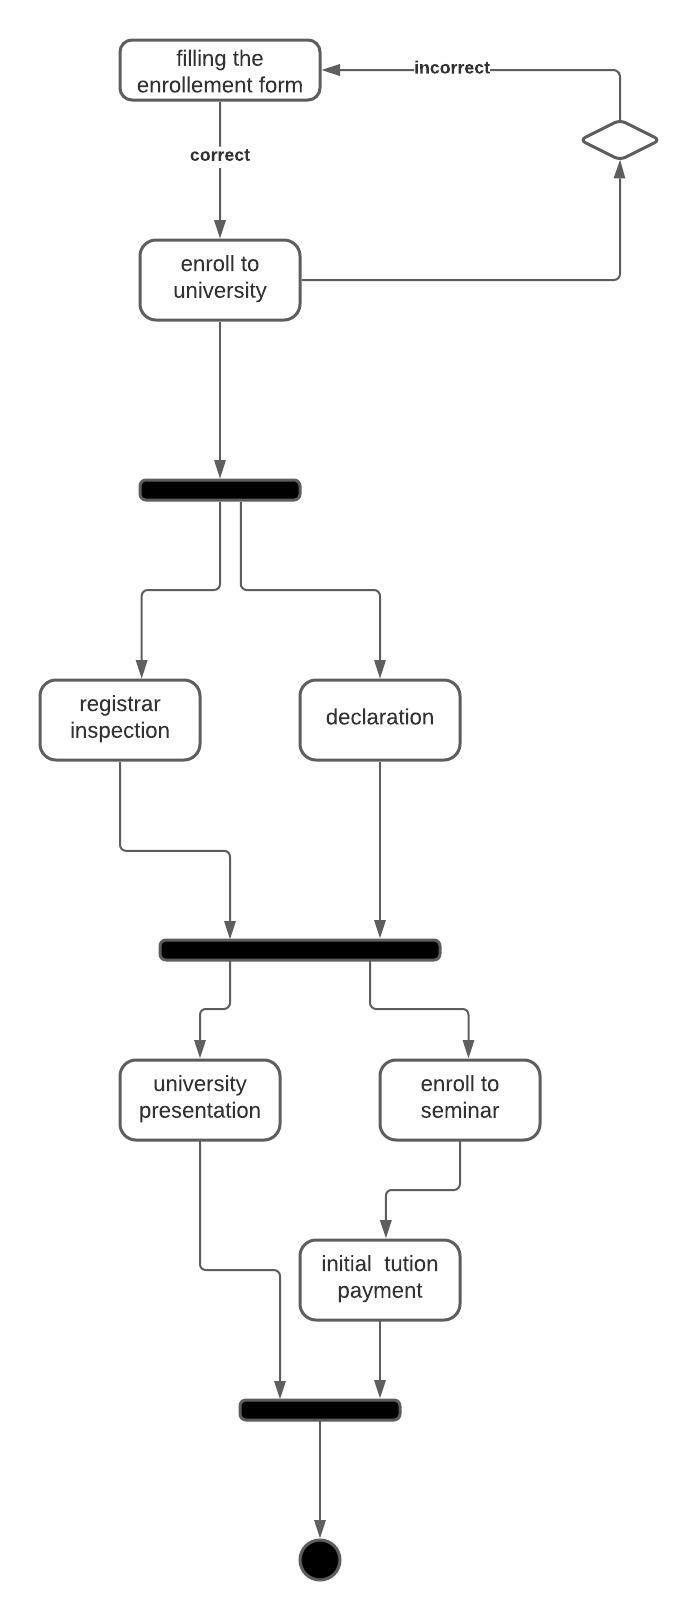 filling the
enrollement form
incorrect
correct
enroll to
university
registrar
inspection
declaration
university
presentation
enroll to
seminar
initial  tution
payment